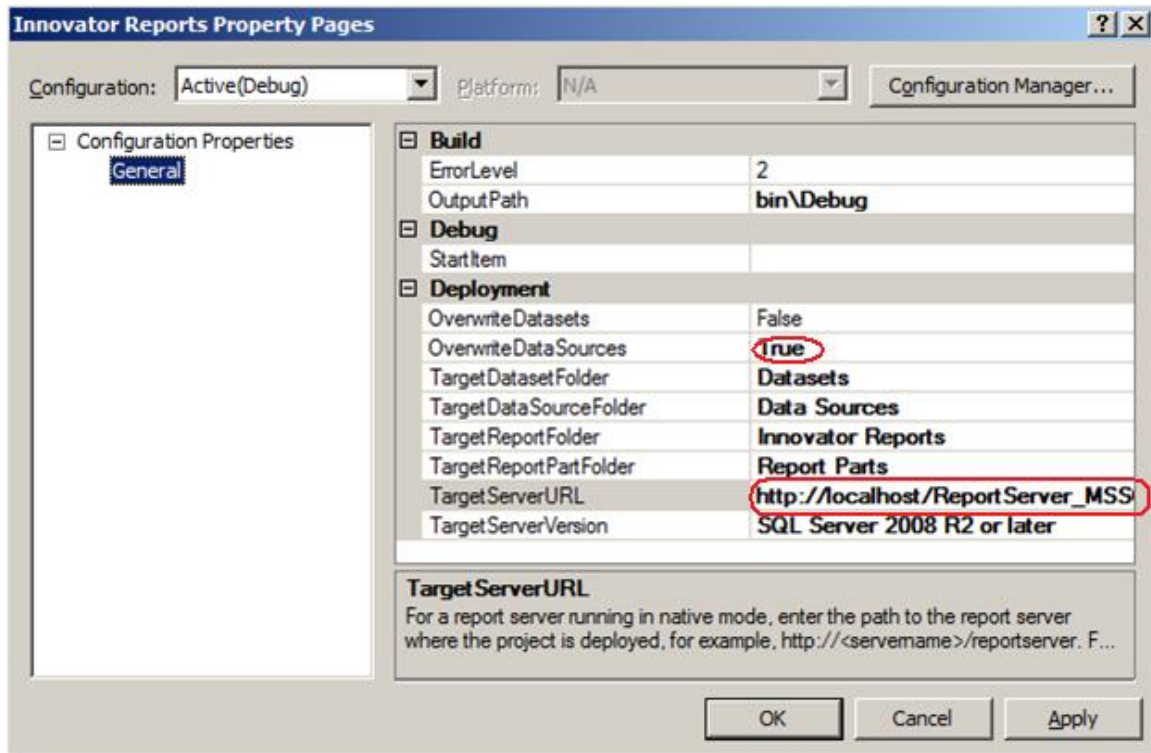 Innovator Reports Property Pages
Configuration: Active(Debug) Platform: N/A Configuration Manager...
Configuration Properties
General
Build
ErrorLevel 2
OutputPath bin\Debug
Debug
StartItem
Deployment
OverwriteDatasets False
OverwriteDataSources True
TargetDatasetFolder Datasets
TargetDataSourceFolder Data Sources
TargetReportFolder Innovator Reports
TargetReportPartFolder Report Parts
TargetServerURL http://localhost/ReportServer_MSS
TargetServerVersion SQL Server 2008 R2 or later
TargetServerURL
For a report server running in native mode, enter the path to the report server
where the project is deployed, for example, http://<servername>/reportserver. F...
OK Cancel Apply